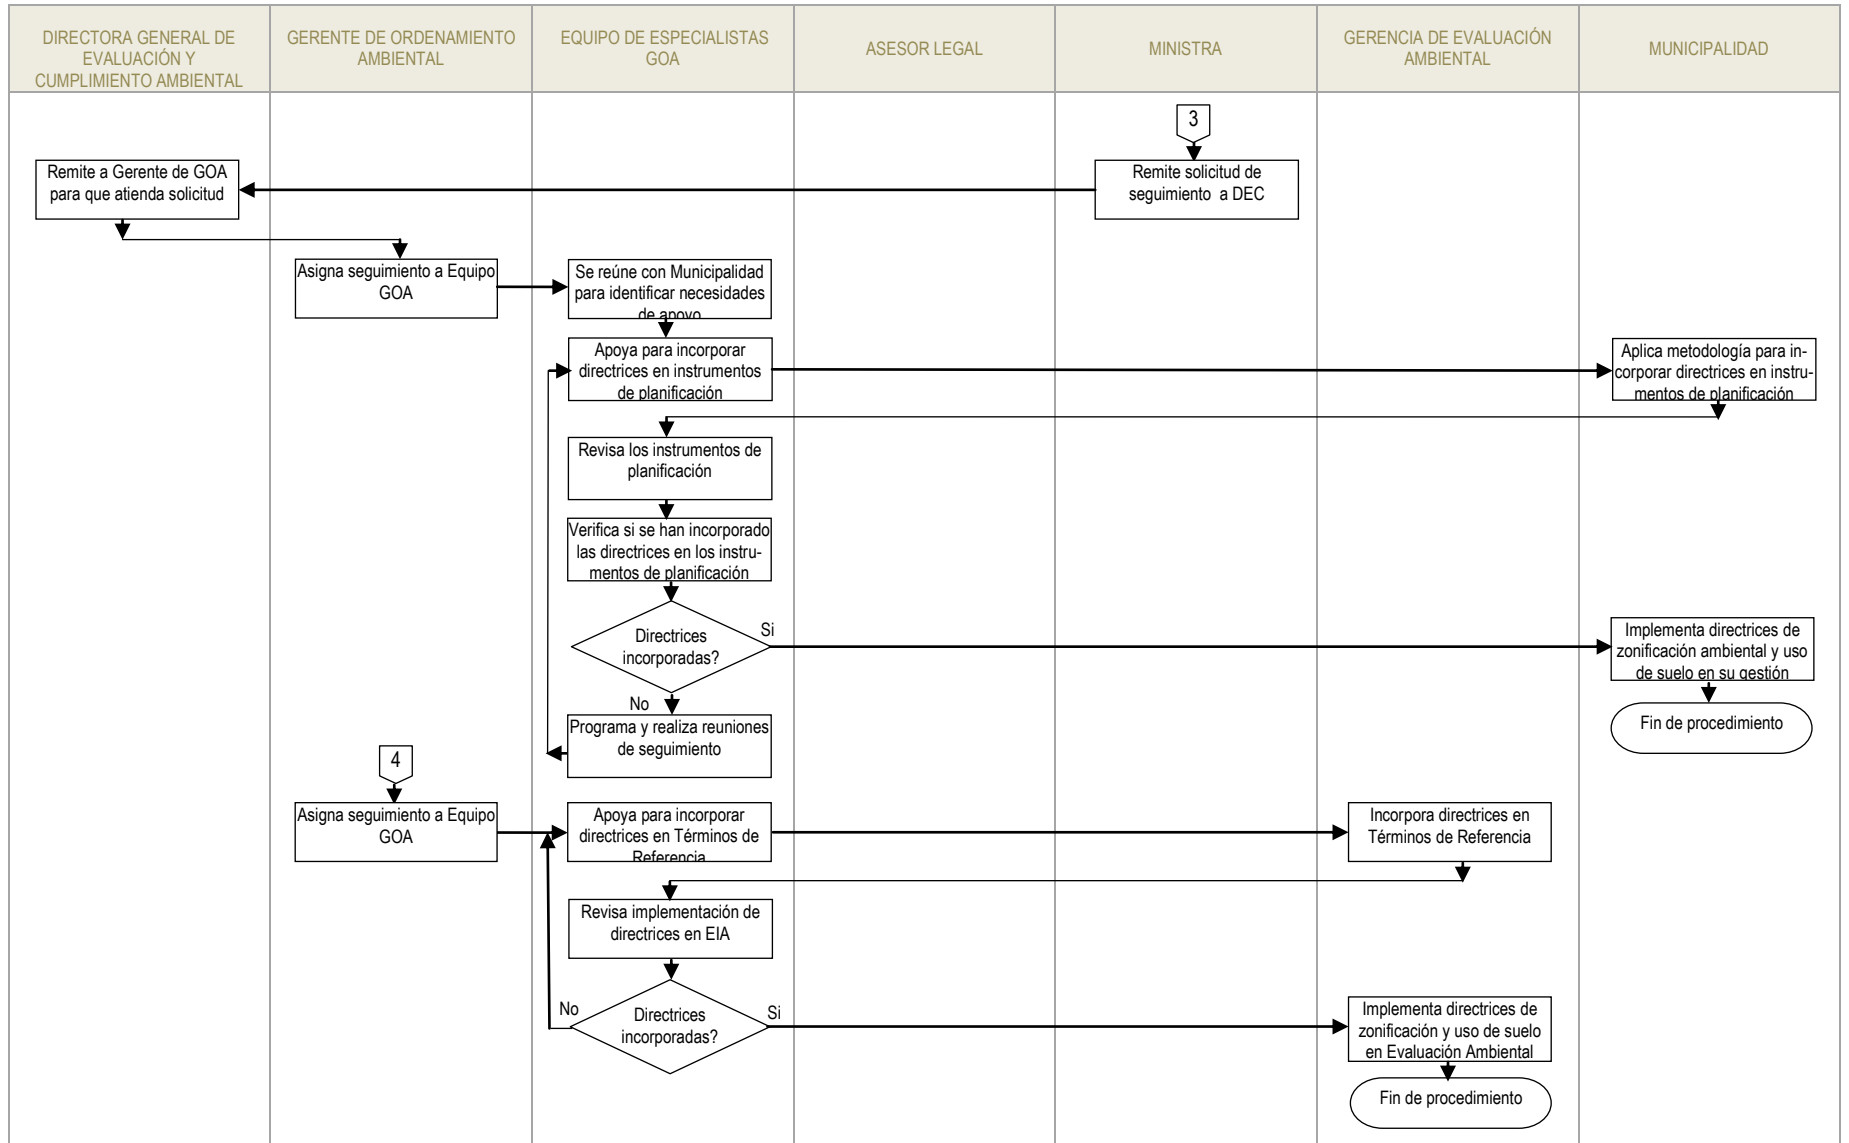 DIRECTORA GENERAL DE
EVALUACIÓN Y
CUMPLIMIENTO AMBIENTAL
GERENTE DE ORDENAMIENTO
AMBIENTAL
EQUIPO DE ESPECIALISTAS
GOA
ASESOR LEGAL
MINISTRA
GERENCIA DE EVALUACIÓN
AMBIENTAL
MUNICIPALIDAD
3
Remite solicitud de
seguimiento a DEC
Remite a Gerente de GOA
para que atienda solicitud
Asigna seguimiento a Equipo
GOA
Se reúne con Municipalidad
para identificar necesidades
de apoyo
Apoya para incorporar
directrices en instrumentos
de planificación
Aplica metodología para in-
corporar directrices en instru-
mentos de planificación
Revisa los instrumentos de
planificación
Verifica si se han incorporado
las directrices en los instru-
mentos de planificación
Directrices
incorporadas?
Si
Implementa directrices de
zonificación ambiental y uso
de suelo en su gestión
Fin de procedimiento
No
Programa y realiza reuniones
de seguimiento
4
Asigna seguimiento a Equipo
GOA
Apoya para incorporar
directrices en Términos de
Referencia
Incorpora directrices en
Términos de Referencia
Revisa implementación de
directrices en EIA
Directrices
incorporadas?
No
Si
Implementa directrices de
zonificación y uso de suelo
en Evaluación Ambiental
Fin de procedimiento